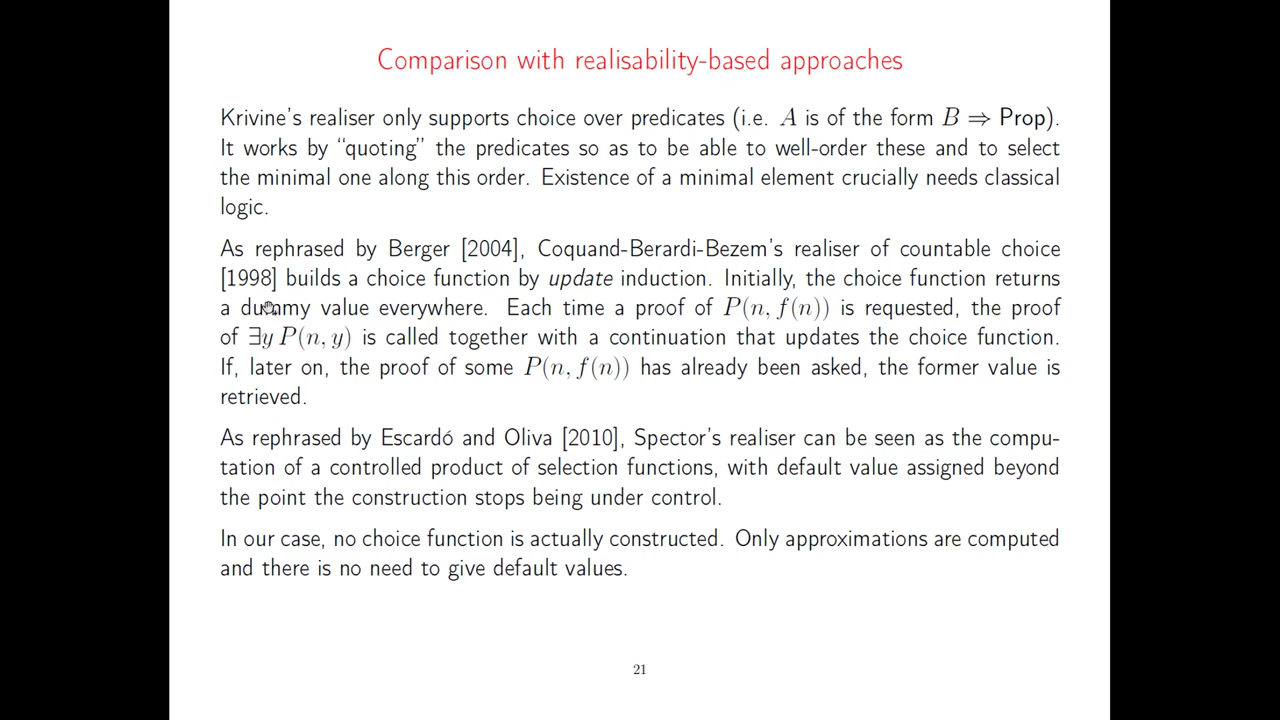 Comparison with realisability-based approaches
Krivine's realiser only supports choice over predicates (i.e. A is of the form B ⇒ Prop).
It works by “quoting” the predicates so as to be able to well-order these and to select
the minimal one along this order. Existence of a minimal element crucially needs classical
logic.
As rephrased by Berger [2004], Coquand-Berardi-Bezem's realiser of countable choice
[1998] builds a choice function by update induction. Initially, the choice function returns
a dummy value everywhere. Each time a proof of P(n, f(n)) is requested, the proof
of ∃y P(n, y) is called together with a continuation that updates the choice function.
If, later on, the proof of some P(n, f(n)) has already been asked, the former value is
retrieved.
As rephrased by Escardó and Oliva [2010], Spector's realiser can be seen as the compu-
tation of a controlled product of selection functions, with default value assigned beyond
the point the construction stops being under control.
In our case, no choice function is actually constructed. Only approximations are computed
and there is no need to give default values.
21